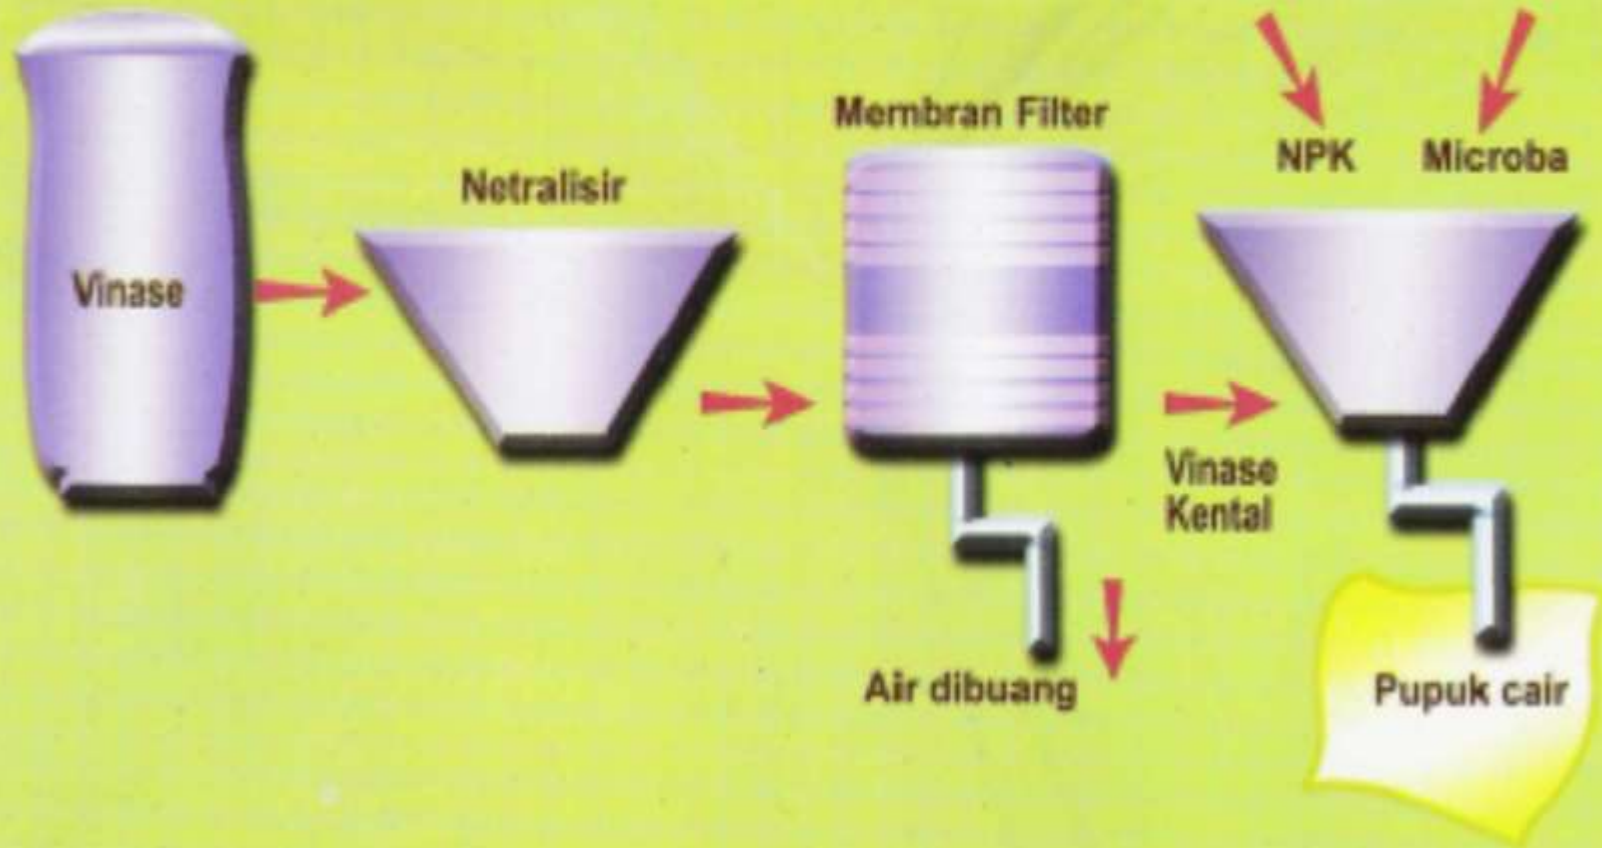 Vinase
Netralisir
Membran Filter
Air dibuang
Vinase
Kental
NPK
Microba
Pupuk cair